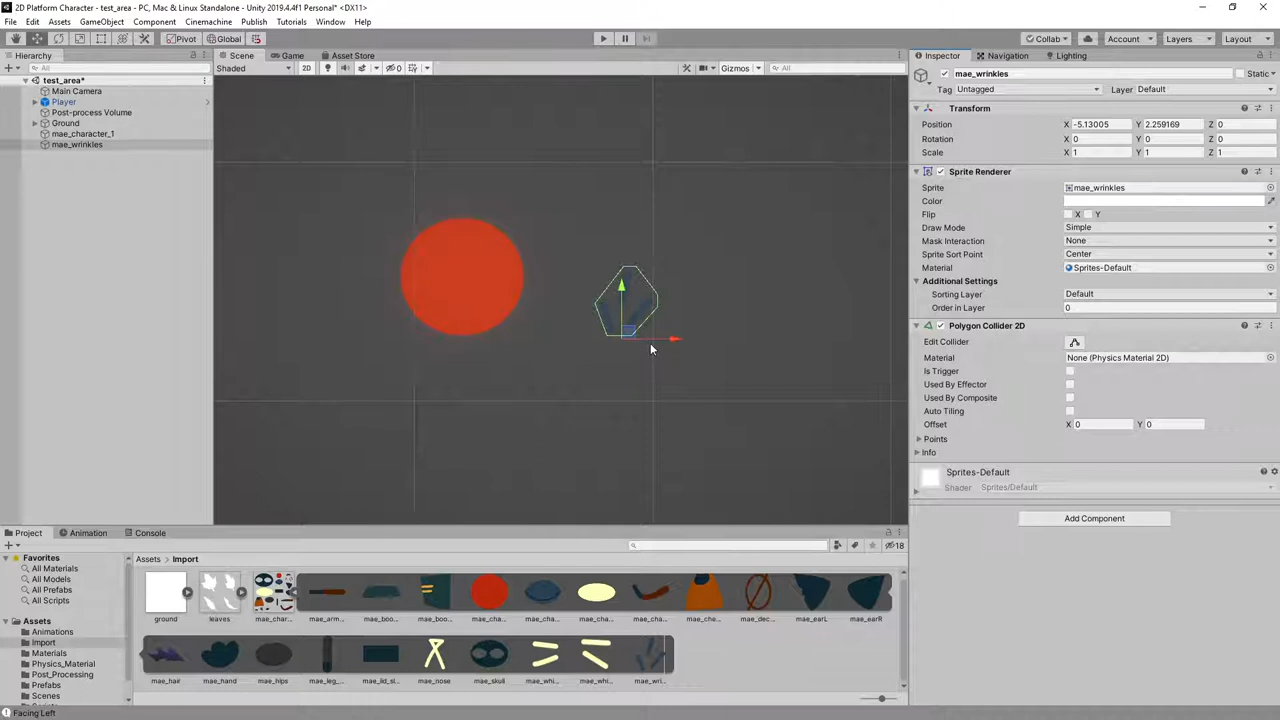 2D Platform Character - test_area - PC, Mac & Linux Standalone - Unity 2019.4.4f1 Personal* <DX11>
File Edit Assets GameObject Component Cinemachine Publish Tutorials Window Help
Pivot Global Collab Account Layers Layout
Hierarchy
All
test_area*
Main Camera
Player
Post-process Volume
Ground
mae_character_1
mae_wrinkles
Scene Game Asset Store
Shaded 2D 0 Gizmos All
Inspector Navigation Lighting
mae_wrinkles Static
Tag Untagged Layer Default
Transform
Position X -5.13005 Y 2.259169 Z 0
Rotation X 0 Y 0 Z 0
Scale X 1 Y 1 Z 1
Sprite Renderer
Sprite mae_wrinkles
Color
Flip X Y
Draw Mode Simple
Mask Interaction None
Sprite Sort Point Center
Material Sprites-Default
Additional Settings
Sorting Layer Default
Order in Layer 0
Polygon Collider 2D
Edit Collider
Material None (Physics Material 2D)
Is Trigger
Used By Effector
Used By Composite
Auto Tiling
Offset X 0 Y 0
Points
Info
Sprites-Default
Shader Sprites/Default
Add Component
Project Animation Console
18
Favorites
All Materials
All Models
All Prefabs
All Scripts
Assets
Animations
Import
Materials
Physics_Material
Post_Processing
Prefabs
Scenes
Assets > Import
ground leaves mae_char... mae_arm... mae_boo... mae_boo... mae_cha... mae_cha... mae_cha... mae_cha... mae_che... mae_dec... mae_earL mae_earR
mae_hair mae_hand mae_hips mae_leg_... mae_lid_sl... mae_nose mae_skull mae_whi... mae_whi... mae_wri...
Facing Left